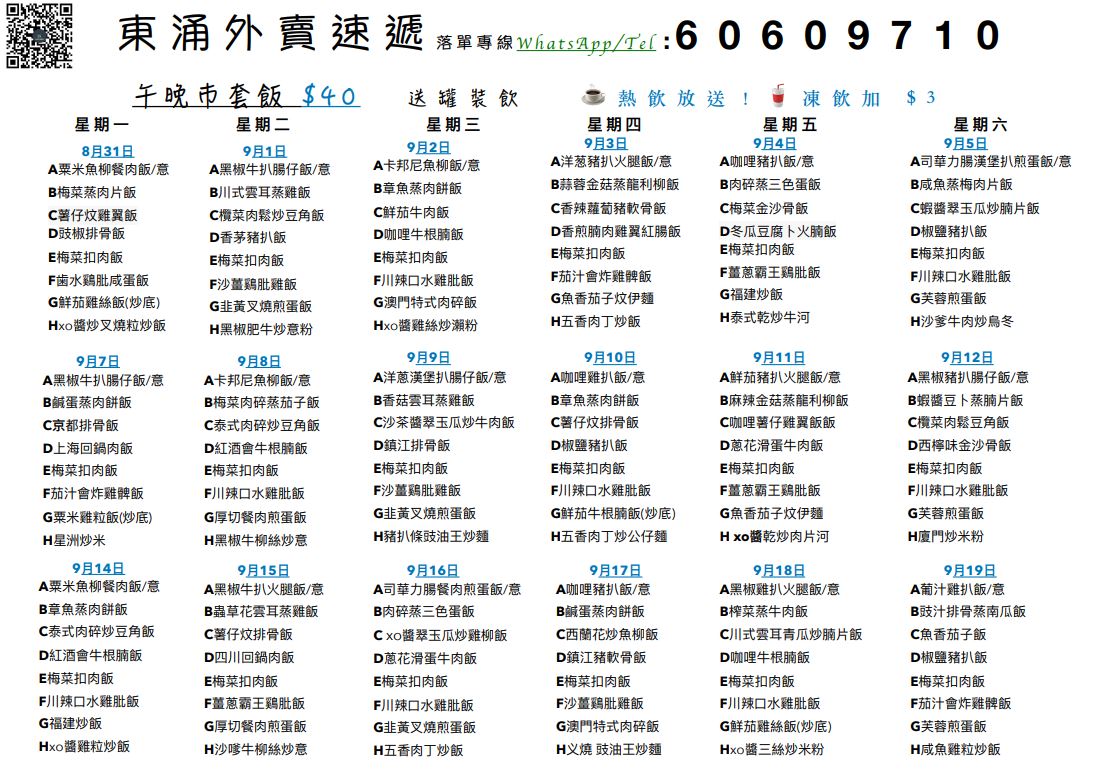 東涌外賣速遞 落單專線WhatsApp/Tel :60609710
午晚市套飯 $40 送罐裝飲 熱飲放送! 凍飲加 $3
星期一 星期二 星期三 星期四 星期五 星期六
8月31日
A粟米魚柳餐肉飯/意
B梅菜蒸肉片飯
C薯仔炆雞翼飯
D豉椒排骨飯
E梅菜扣肉飯
F鹵水鷄肶咸蛋飯
G鮮茄雞絲飯(炒底)
Hxo醬炒叉燒粒炒飯
9月1日
A黑椒牛扒腸仔飯/意
B川式雲耳蒸雞飯
C欖菜肉鬆炒豆角飯
D香茅豬扒飯
E梅菜扣肉飯
F沙薑鷄肶雞飯
G韭黃叉燒煎蛋飯
H黑椒肥牛炒意粉
9月2日
A卡邦尼魚柳飯/意
B章魚蒸肉餅飯
C鮮茄牛肉飯
D咖哩牛根腩飯
E梅菜扣肉飯
F川辣口水雞肶飯
G澳門特式肉碎飯
Hxo醬雞絲炒瀨粉
9月3日
A洋葱豬扒火腿飯/意
B蒜蓉金菇蒸龍利柳飯
C香辣蘿蔔豬軟骨飯
D香煎腩肉雞翼紅腸飯
E梅菜扣肉飯
F茄汁會炸雞髀飯
G魚香茄子炆伊麵
H五香肉丁炒飯
9月4日
A咖哩豬扒飯/意
B肉碎蒸三色蛋飯
C梅菜金沙骨飯
D冬瓜豆腐卜火腩飯
E梅菜扣肉飯
F薑蔥霸王鷄肶飯
G福建炒飯
H泰式乾炒牛河
9月5日
A司華力腸漢堡扒煎蛋飯/意
B咸魚蒸梅肉片飯
C蝦醬翠玉瓜炒腩片飯
D椒鹽豬扒飯
E梅菜扣肉飯
F川辣口水雞肶飯
G芙蓉煎蛋飯
H沙爹牛肉炒烏冬
9月7日
A黑椒牛扒腸仔飯/意
B鹹蛋蒸肉餅飯
C京都排骨飯
D上海回鍋肉飯
E梅菜扣肉飯
F茄汁會炸雞髀飯
G粟米雞粒飯(炒底)
H星洲炒米
9月8日
A卡邦尼魚柳飯/意
B梅菜肉碎蒸茄子飯
C泰式肉碎炒豆角飯
D紅酒會牛根腩飯
E梅菜扣肉飯
F川辣口水雞肶飯
G厚切餐肉煎蛋飯
H黑椒牛柳絲炒意
9月9日
A洋蔥漢堡扒腸仔飯/意
B香菇雲耳蒸雞飯
C沙茶醬翠玉瓜炒牛肉飯
D鎮江排骨飯
E梅菜扣肉飯
F沙薑鷄肶雞飯
G韭黃叉燒煎蛋飯
H豬扒條豉油王炒麵
9月10日
A咖哩雞扒飯/意
B章魚蒸肉餅飯
C薯仔炆排骨飯
D椒鹽豬扒飯
E梅菜扣肉飯
F川辣口水雞肶飯
G鮮茄牛根腩飯(炒底)
H五香肉丁炒公仔麵
9月11日
A鮮茄豬扒火腿飯/意
B麻辣金菇蒸龍利柳飯
C咖哩薯仔雞翼飯飯
D蔥花滑蛋牛肉飯
E梅菜扣肉飯
F薑蔥霸王鷄肶飯
G魚香茄子炆伊麵
H xo醬乾炒肉片河
9月12日
A黑椒豬扒腸仔飯/意
B蝦醬豆卜蒸腩片飯
C欖菜肉鬆豆角飯
D西檸味金沙骨飯
E梅菜扣肉飯
F川辣口水雞肶飯
G芙蓉煎蛋飯
H廈門炒米粉
9月14日
A粟米魚柳餐肉飯/意
B章魚蒸肉餅飯
C泰式肉碎炒豆角飯
D紅酒會牛根腩飯
E梅菜扣肉飯
F川辣口水雞肶飯
G福建炒飯
Hxo醬雞粒炒飯
9月15日
A黑椒牛扒火腿飯/意
B蟲草花雲耳蒸雞飯
C薯仔炆排骨飯
D四川回鍋肉飯
E梅菜扣肉飯
F薑蔥霸王鷄肶飯
G厚切餐肉煎蛋飯
H沙嗲牛柳絲炒意
9月16日
A司華力腸餐肉煎蛋飯/意
B肉碎蒸三色蛋飯
C xo醬翠玉瓜炒雞柳飯
D蔥花滑蛋牛肉飯
E梅菜扣肉飯
F川辣口水雞肶飯
G韭黃叉燒煎蛋飯
H五香肉丁炒飯
9月17日
A咖哩豬扒飯/意
B鹹蛋蒸肉餅飯
C西蘭花炒魚柳飯
D鎮江豬軟骨飯
E梅菜扣肉飯
F沙薑鷄肶雞飯
G澳門特式肉碎飯
H义燒 豉油王炒麵
9月18日
A黑椒雞扒火腿飯/意
B榨菜蒸牛肉飯
C川式雲耳青瓜炒腩片飯
D咖哩牛根腩飯
E梅菜扣肉飯
F川辣口水雞肶飯
G鮮茄雞絲飯(炒底)
Hxo醬三絲炒米粉
9月19日
A葡汁雞扒飯/意
B豉汁排骨蒸南瓜飯
C魚香茄子飯
D椒鹽豬扒飯
E梅菜扣肉飯
F茄汁會炸雞髀飯
G芙蓉煎蛋飯
H咸魚雞粒炒飯